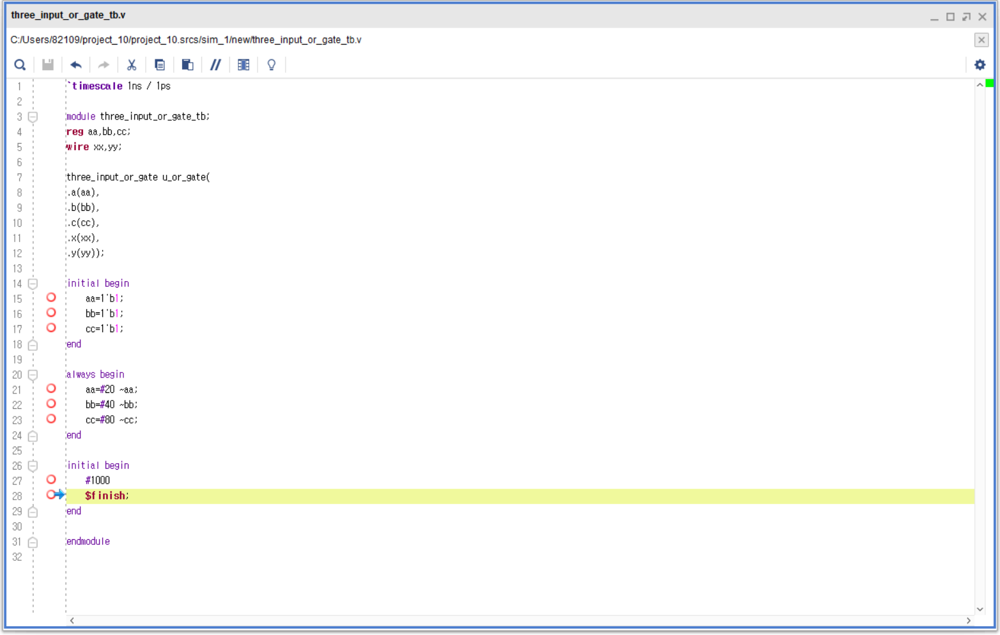 three_input_or_gate_tb.v
C:/Users/82109/project_10/project_10.srcs/sim_1/new/three_input_or_gate_tb.v
1 `timescale 1ns / 1ps
2
3 module three_input_or_gate_tb;
4 reg aa,bb,cc;
5 wire xx,yy;
6
7 three_input_or_gate u_or_gate(
8 .a(aa),
9 .b(bb),
10 .c(cc),
11 .x(xx),
12 .y(yy));
13
14 initial begin
15 aa=1'b1;
16 bb=1'b1;
17 cc=1'b1;
18 end
19
20 always begin
21 aa=#20 ~aa;
22 bb=#40 ~bb;
23 cc=#80 ~cc;
24 end
25
26 initial begin
27 #1000
28 $finish;
29 end
30
31 endmodule
32